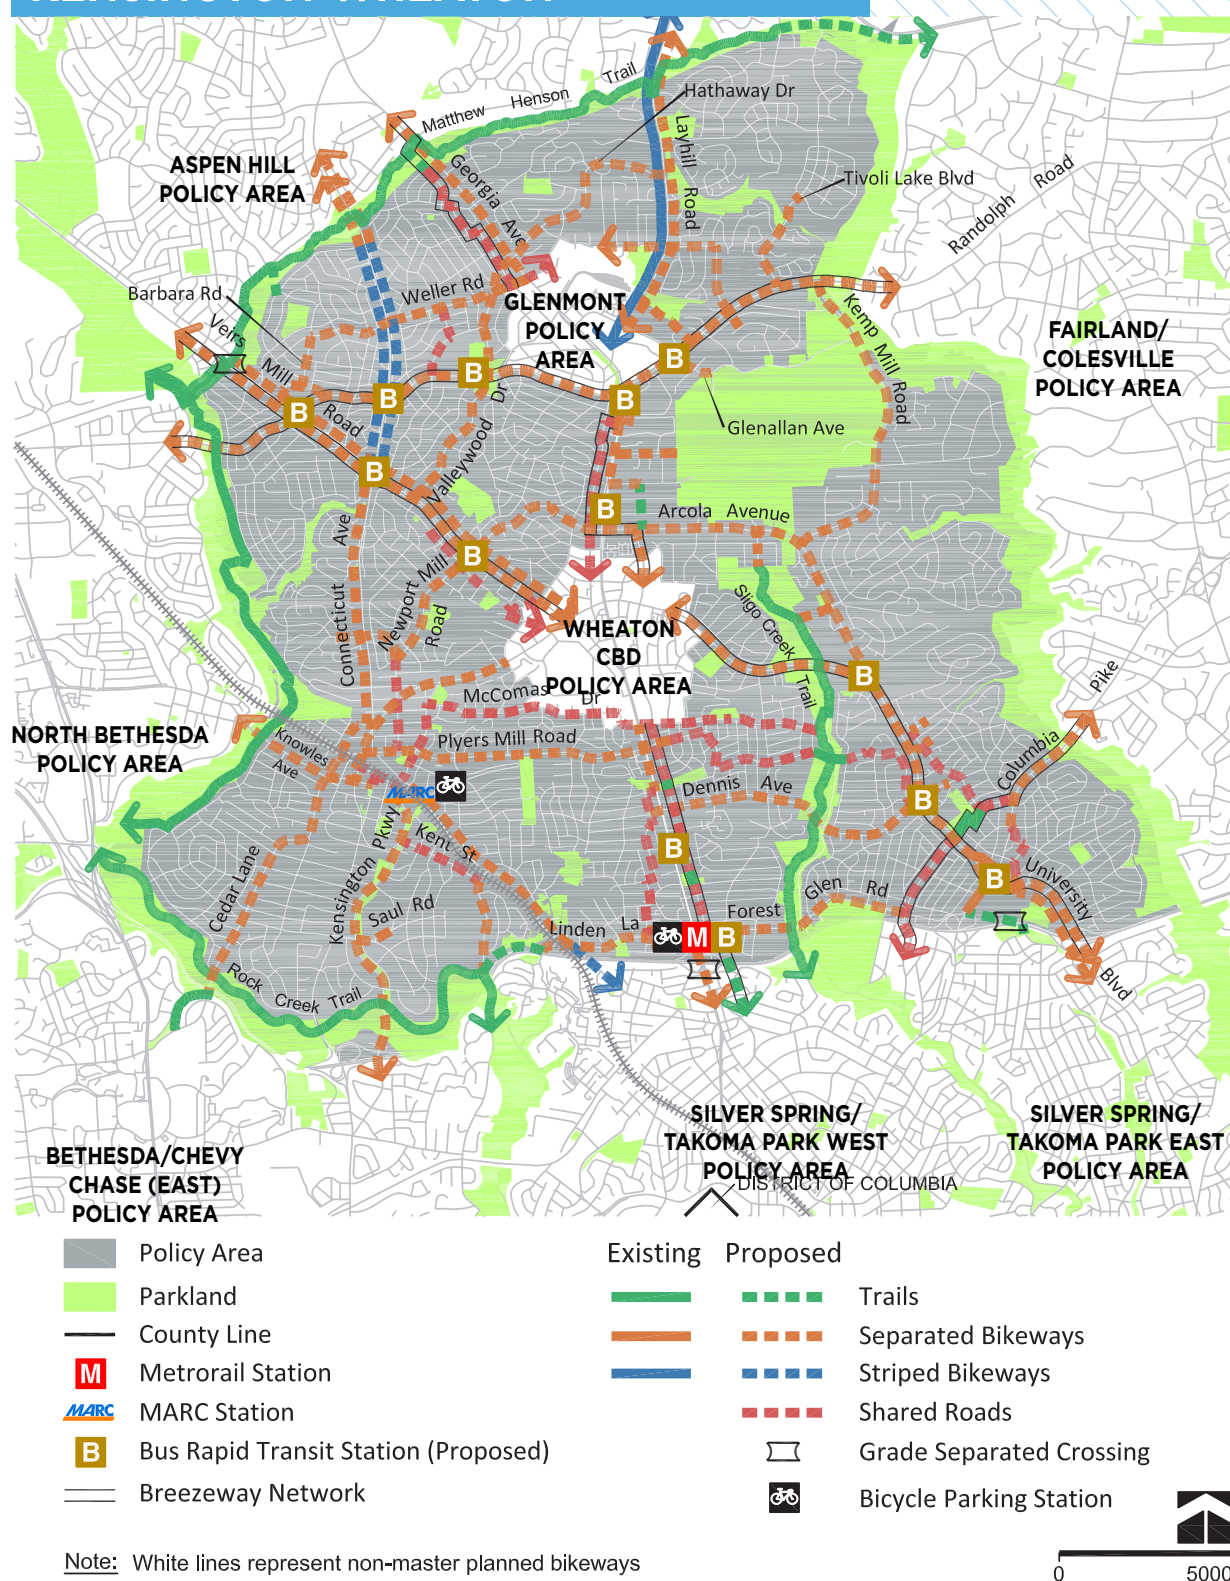 KENSINGTON-WHEATON
Matthew Henson Trail
Hathaway Dr
Layhill Road
ASPEN HILL
POLICY AREA
Georgia Ave
Tivoli Lake Blvd
Randolph Road
Barbara Rd
Weller Rd
GLENMONT
POLICY
AREA
Veirs Mill Road
Kemp Mill Road
FAIRLAND/
COLESVILLE
POLICY AREA
B
B
B
B
B
Valleywood Dr
Glenallan Ave
B
B
Arcola Avenue
Connecticut Ave
Newport Mill Road
B
Sligo Creek Trail
WHEATON
CBD
POLICY AREA
B
McComas Dr
Pike
Columbia
NORTH BETHESDA
POLICY AREA
Knowles Ave
Plyers Mill Road
MARC
Dennis Ave
B
Kent St
Kensington Pkwy
Cedar Lane
B
Saul Rd
Glen Rd
B
University Blvd
Linden La
Forest
M
B
Rock Creek Trail
SILVER SPRING/
TAKOMA PARK WEST
POLICY AREA
SILVER SPRING/
TAKOMA PARK EAST
POLICY AREA
BETHESDA/CHEVY
CHASE (EAST)
POLICY AREA
DISTRICT OF COLUMBIA
Policy Area
Parkland
County Line
M Metrorail Station
MARC MARC Station
B Bus Rapid Transit Station (Proposed)
Breezeway Network
Existing Proposed
Trails
Separated Bikeways
Striped Bikeways
Shared Roads
Grade Separated Crossing
Bicycle Parking Station
Note: White lines represent non-master planned bikeways
0 5000